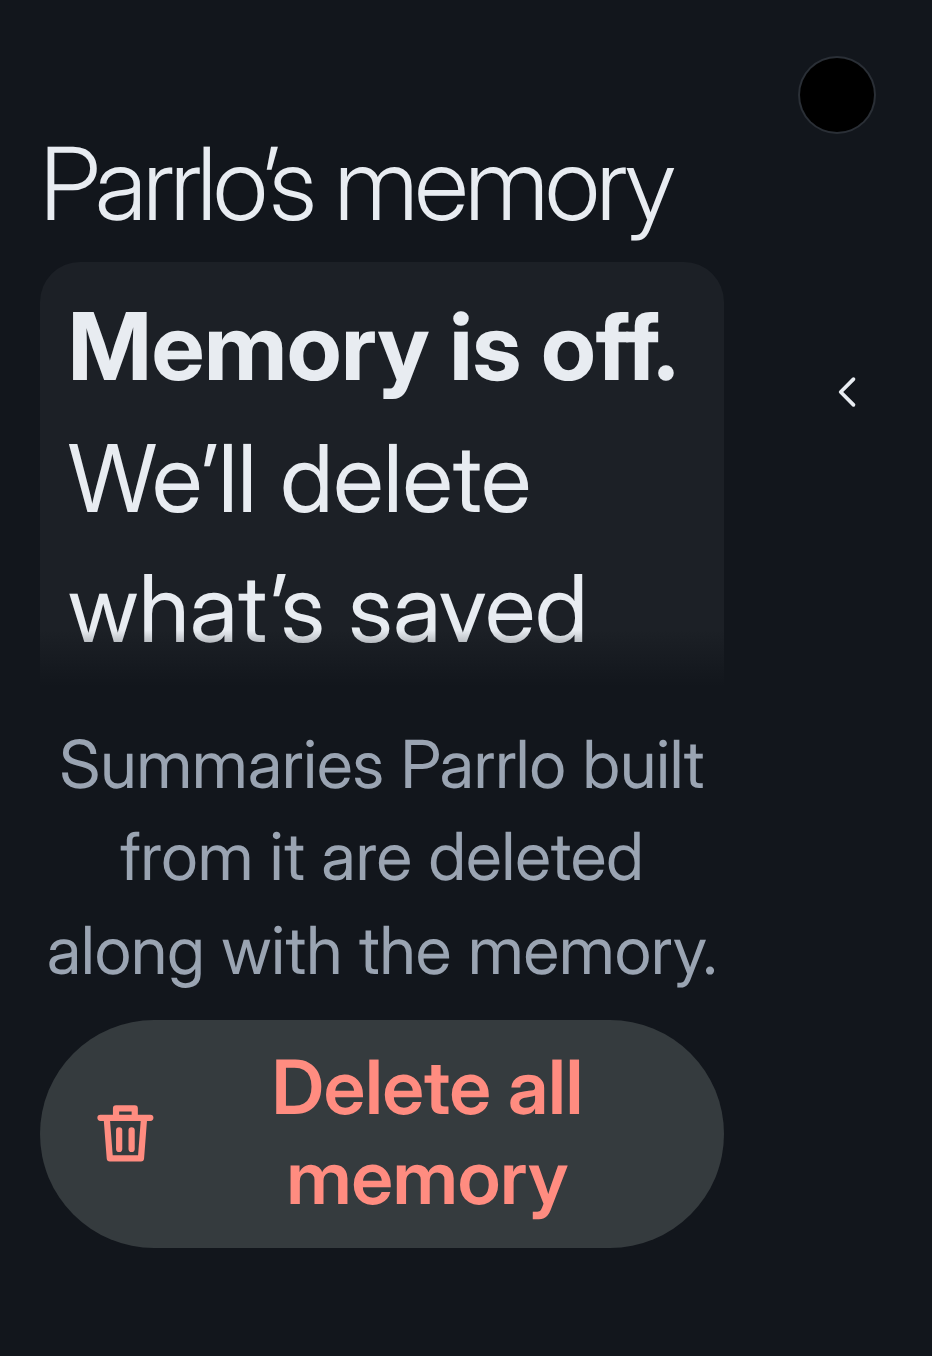 Parrlo’s memory
Memory is off.
We’ll delete
what’s saved
Summaries Parrlo built
from it are deleted
along with the memory.
Delete all
memory